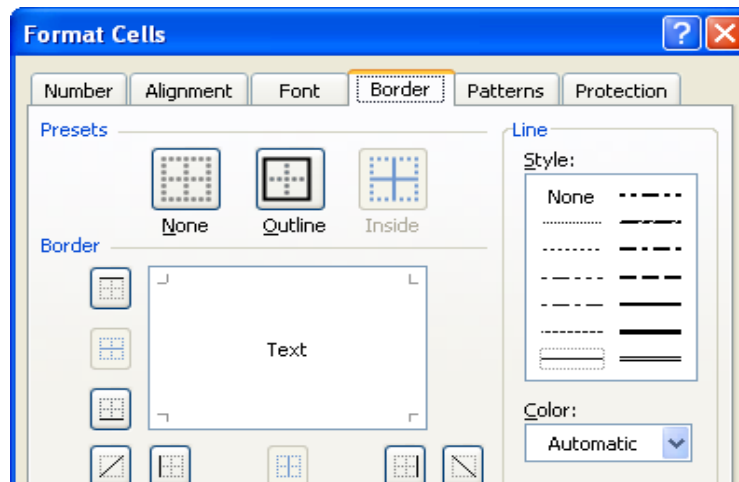 Format Cells
Number Alignment Font Border Patterns Protection
Presets
Line
Style:
None
None Outline Inside
Border
Text
Color:
Automatic